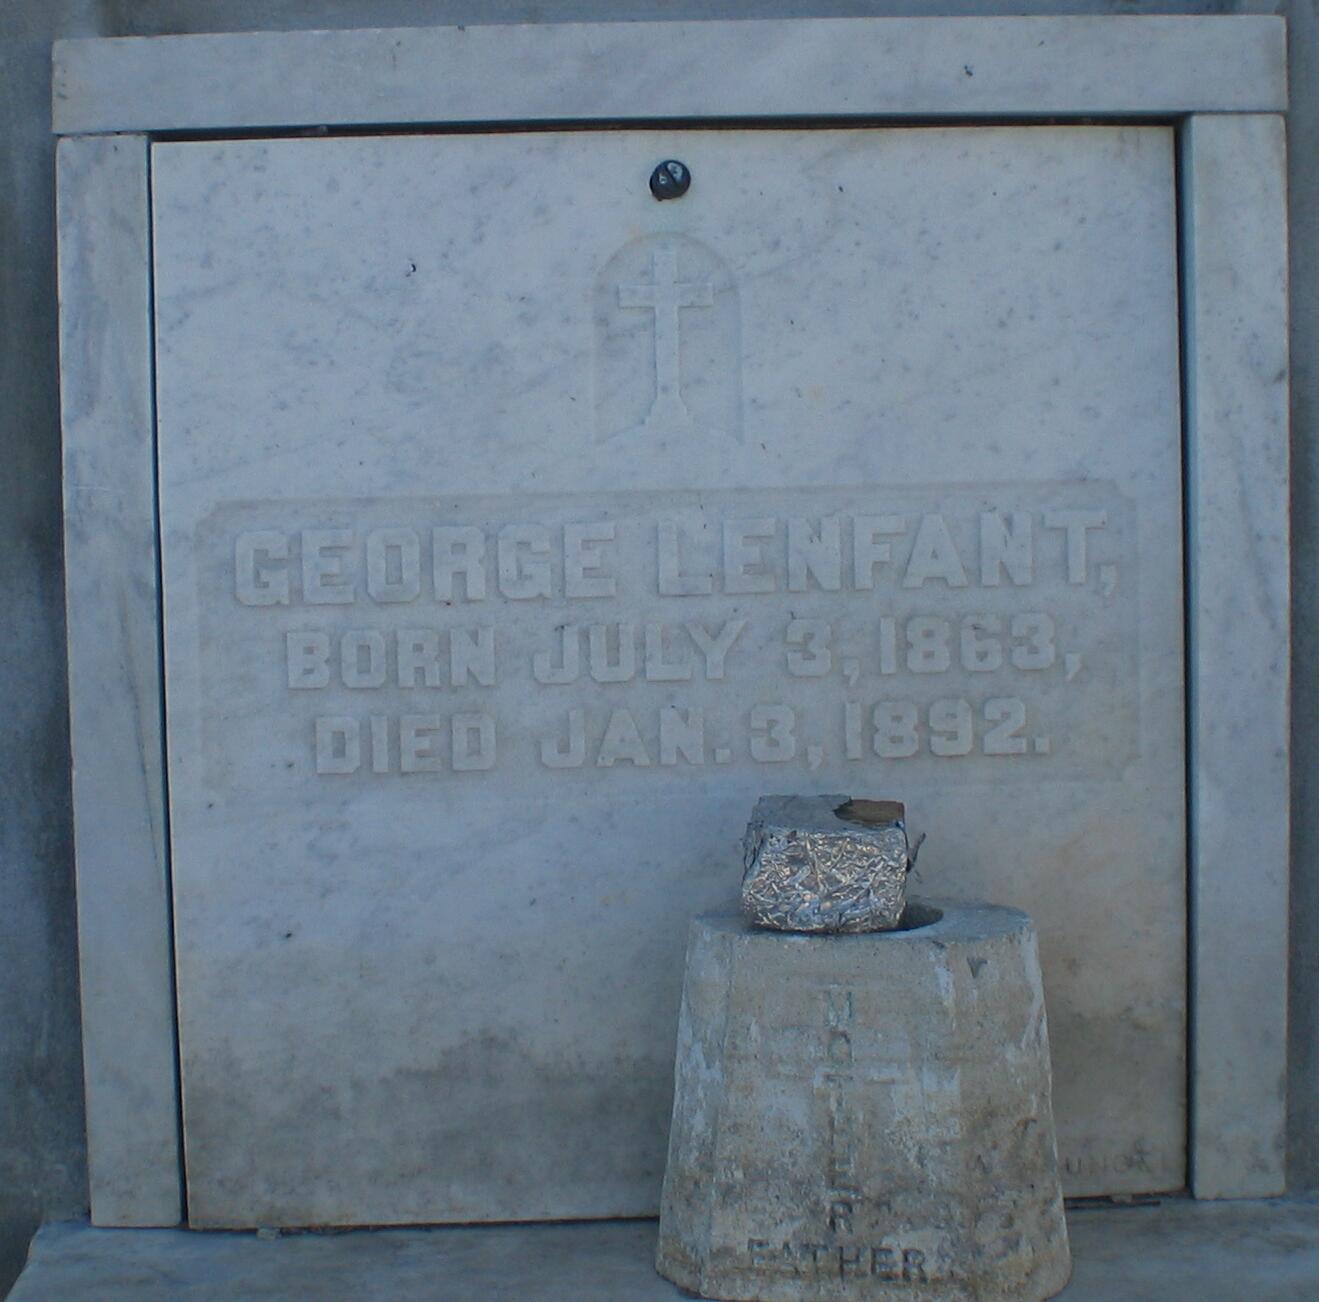 GEORGE LENFANT,
BORN JULY 3, 1863,
DIED JAN. 3, 1892.
MOTHER
FATHER